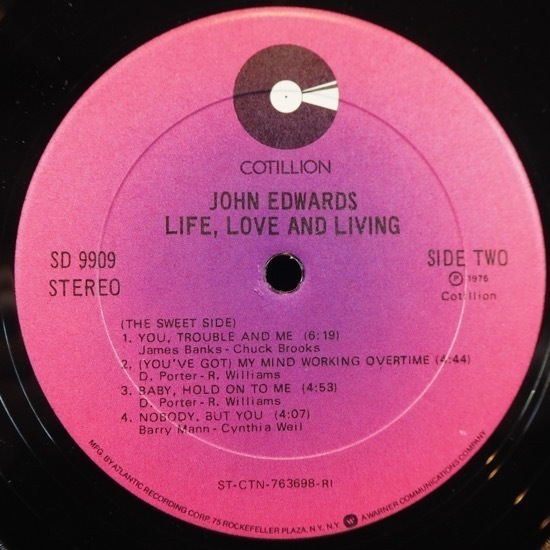 COTILLION
JOHN EDWARDS
LIFE, LOVE AND LIVING
SD 9909
STEREO
SIDE TWO
Ⓟ 1976
Cotillion
(THE SWEET SIDE)
1. YOU, TROUBLE AND ME (6:19)
James Banks - Chuck Brooks
2. (YOU'VE GOT) MY MIND WORKING OVERTIME (4:44)
D. Porter - R. Williams
3. BABY, HOLD ON TO ME (4:53)
D. Porter - R. Williams
4. NOBODY, BUT YOU (4:07)
Barry Mann - Cynthia Weil
ST-CTN-763698-RI
MFG. BY ATLANTIC RECORDING CORP. 75 ROCKEFELLER PLAZA, N.Y. N.Y. W A WARNER COMMUNICATIONS COMPANY